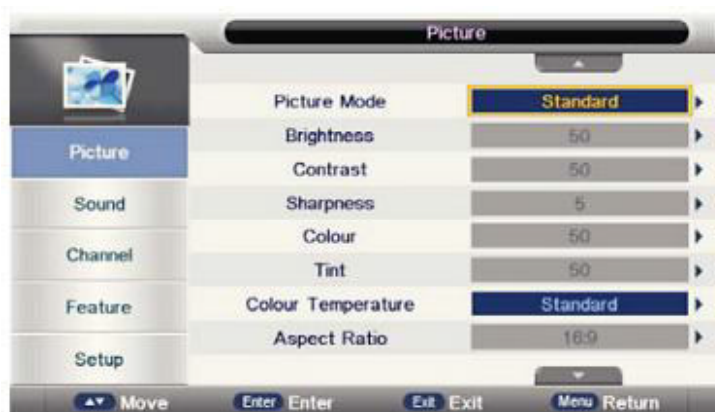 Picture
Picture
Sound
Channel
Feature
Setup
Picture Mode Standard
Brightness 50
Contrast 50
Sharpness 5
Colour 50
Tint 50
Colour Temperature Standard
Aspect Ratio 16:9
Move Enter Enter Exit Exit Menu Return